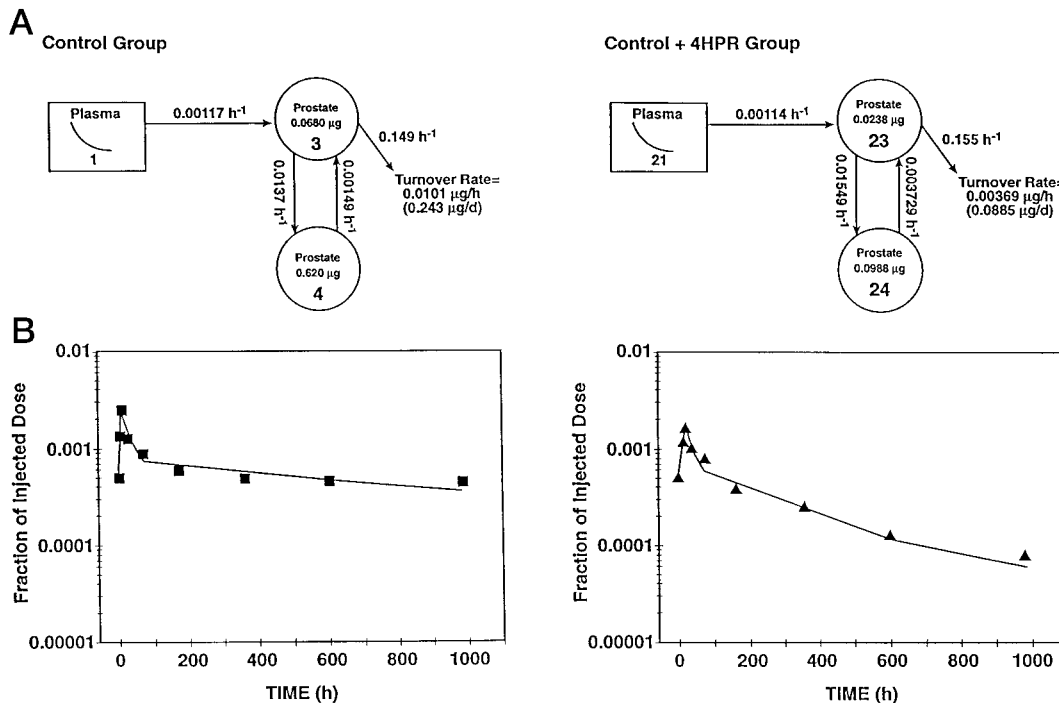 A
Control Group
Plasma
1
0.00117 h-1
Prostate
0.0680 µg
3
0.149 h-1
Turnover Rate=
0.0101 µg/h
(0.243 µg/d)
0.0137 h-1
0.00149 h-1
Prostate
0.620 µg
4
Control + 4HPR Group
Plasma
21
0.00114 h-1
Prostate
0.0238 µg
23
0.155 h-1
Turnover Rate=
0.00369 µg/h
(0.0885 µg/d)
0.01549 h-1
0.003729 h-1
Prostate
0.0988 µg
24
B
Fraction of Injected Dose
0.01
0.001
0.0001
0.00001
0 200 400 600 800 1000
TIME (h)
Fraction of Injected Dose
0.01
0.001
0.0001
0.00001
0 200 400 600 800 1000
TIME (h)